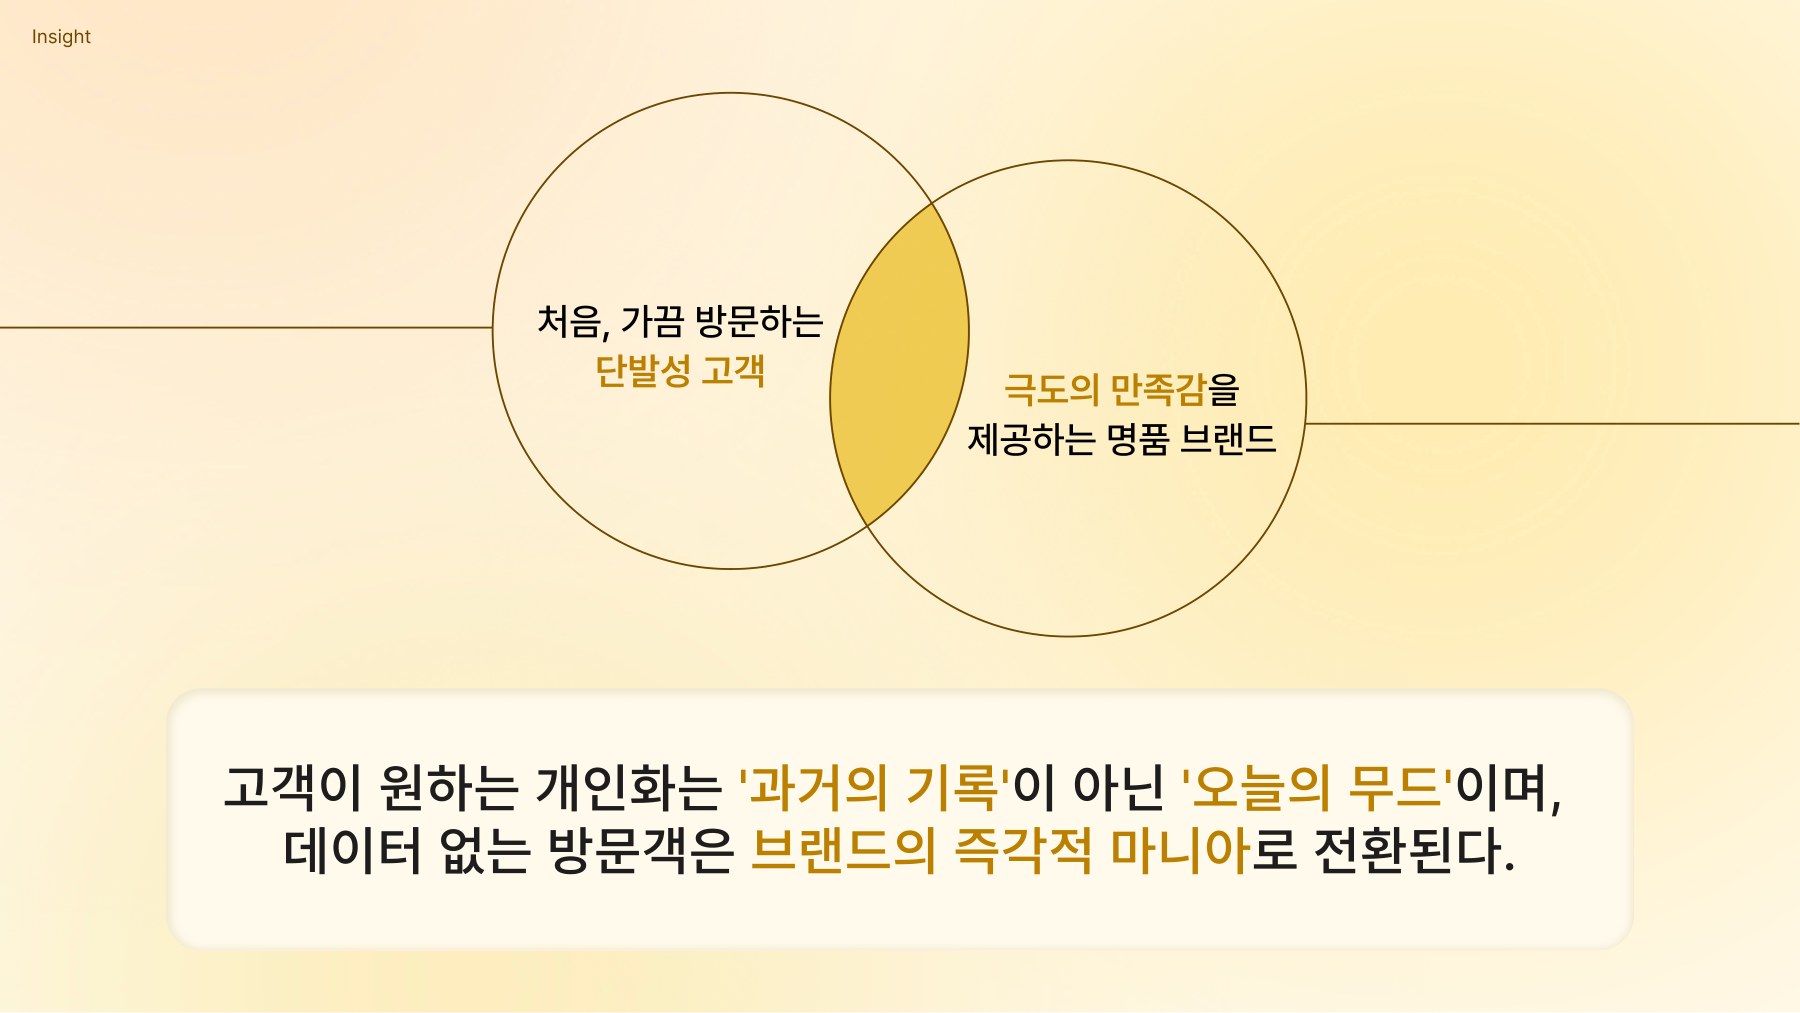 Insight
처음, 가끔 방문하는
단발성 고객
극도의 만족감을
제공하는 명품 브랜드
고객이 원하는 개인화는 '과거의 기록'이 아닌 '오늘의 무드'이며,
데이터 없는 방문객은 브랜드의 즉각적 마니아로 전환된다.